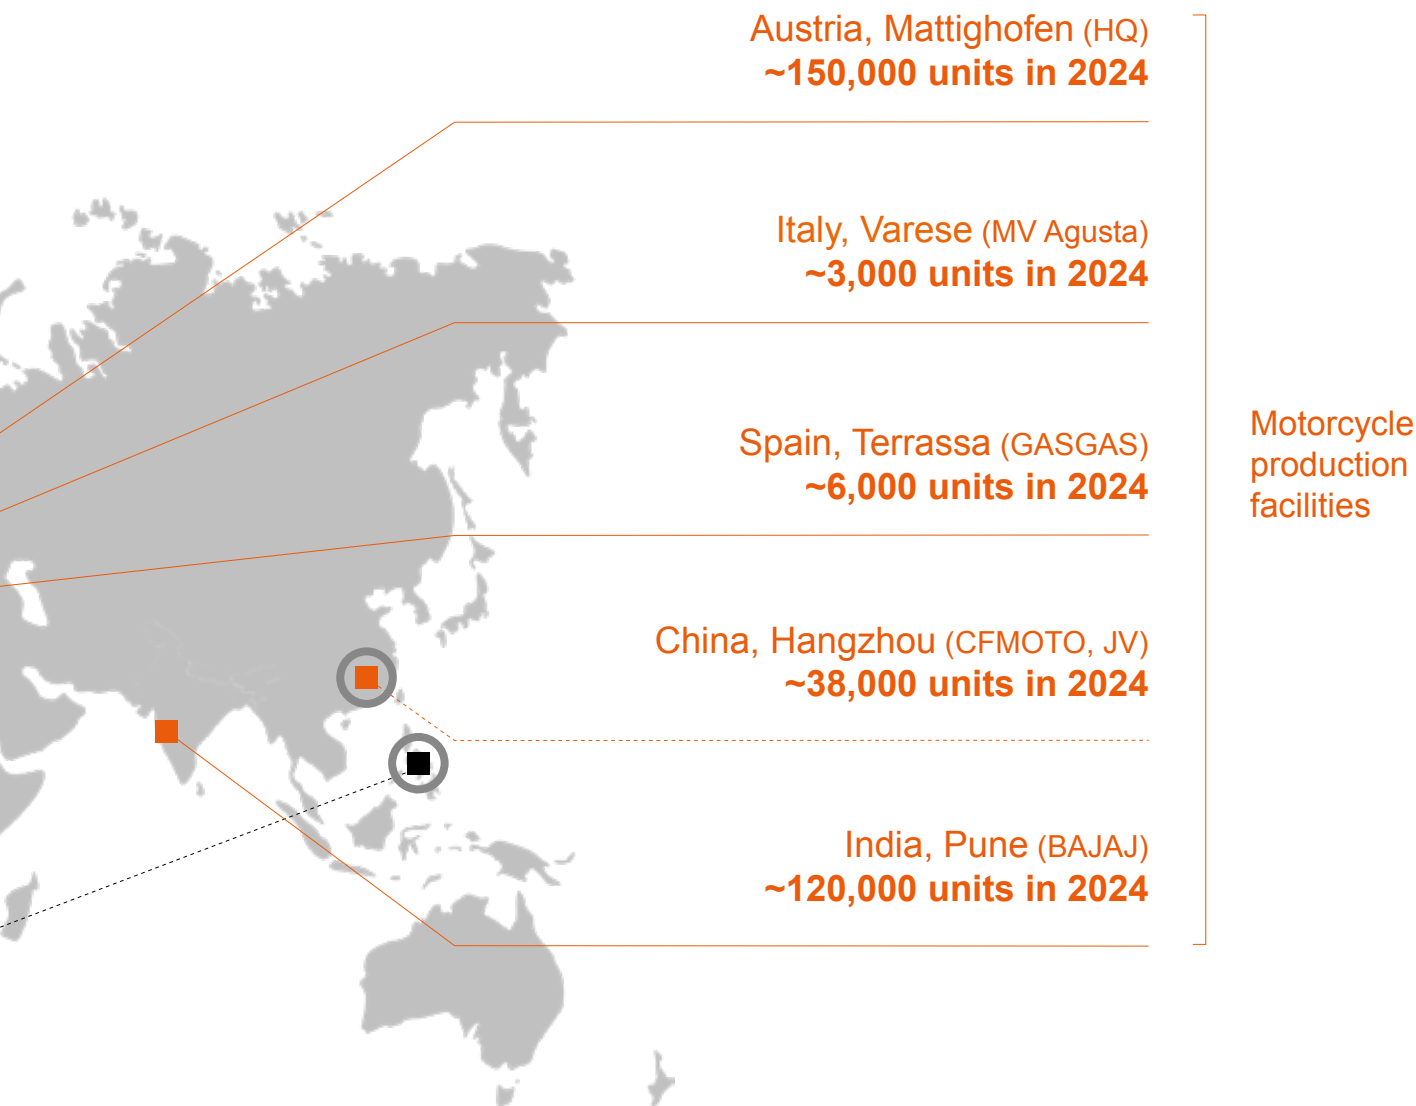 Austria, Mattighofen (HQ)
~150,000 units in 2024
Italy, Varese (MV Agusta)
~3,000 units in 2024
Spain, Terrassa (GASGAS)
~6,000 units in 2024
China, Hangzhou (CFMOTO, JV)
~38,000 units in 2024
India, Pune (BAJAJ)
~120,000 units in 2024
Motorcycle
production
facilities